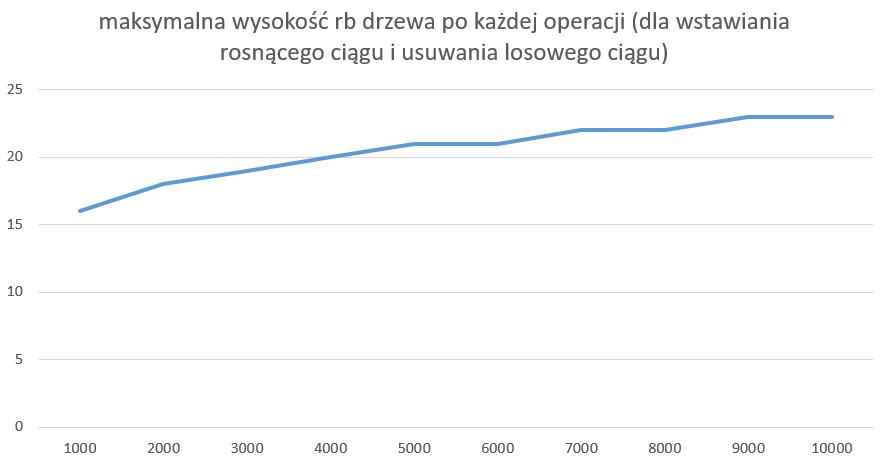 maksymalna wysokość rb drzewa po każdej operacji (dla wstawiania
rosnącego ciągu i usuwania losowego ciągu)
25
20
15
10
5
0
1000 2000 3000 4000 5000 6000 7000 8000 9000 10000